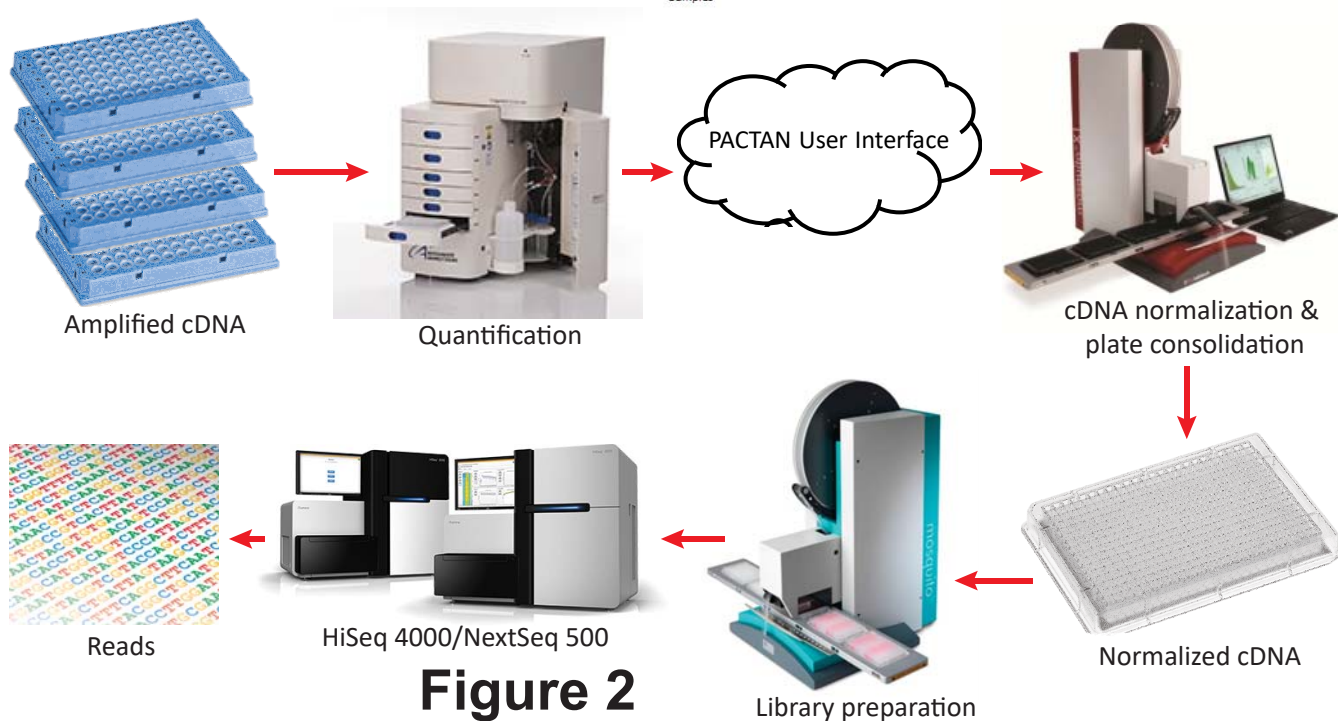 Amplified cDNA
Quantification
PACTAN User Interface
cDNA normalization &
plate consolidation
Normalized cDNA
mosquito
Library preparation
HiSeq 4000/NextSeq 500
Reads
Figure 2